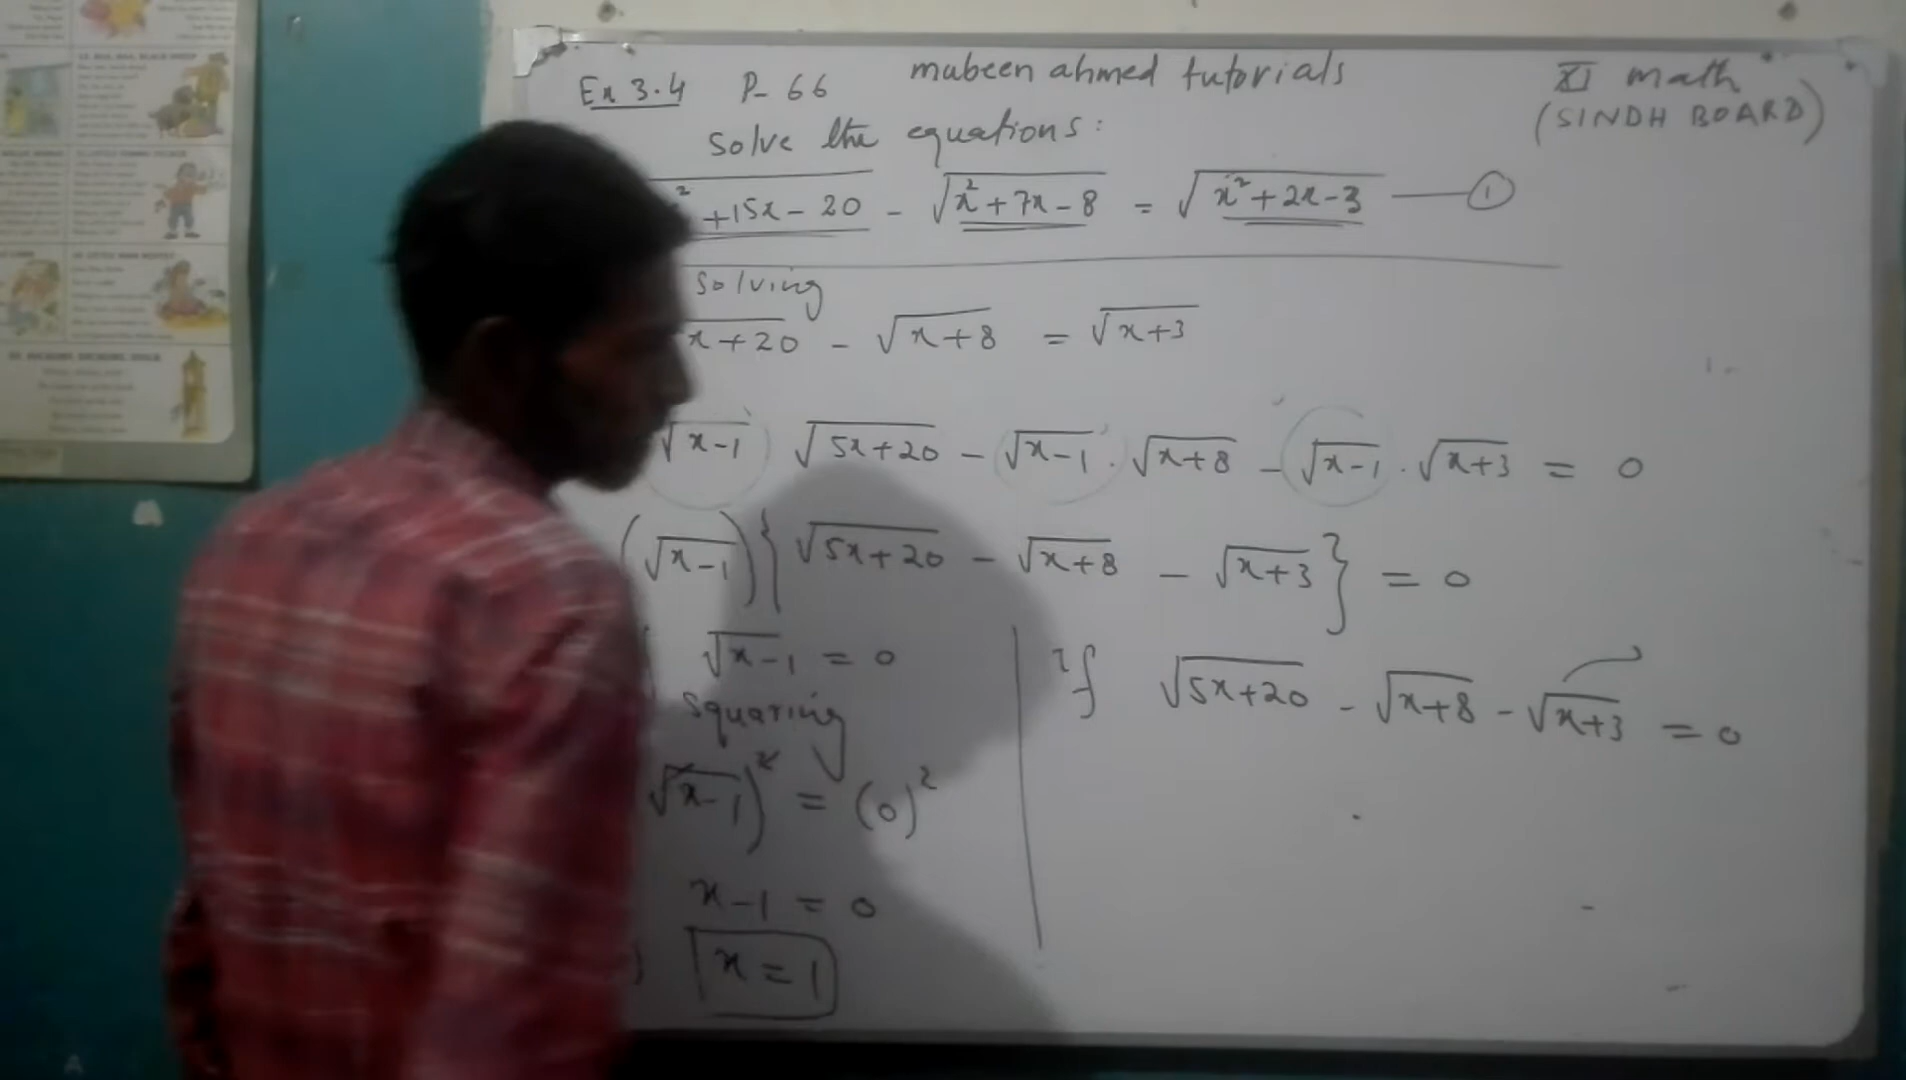 Ex 3.4 P- 66 mubeen ahmed tutorials XI math
(SINDH BOARD)
solve the equations:
² +15x - 20 - √x²+7x-8 = √x²+2x-3 —— ①
solving
x+20 - √x+8 = √x+3
√x-1 √5x+20 - √x-1 . √x+8 - √x-1 . √x+3 = 0
(√x-1) { √5x+20 - √x+8 - √x+3 } = 0
√x-1 = 0
squaring
√x-1)² = (0)²
x-1 = 0
x = 1
If √5x+20 - √x+8 - √x+3 = 0